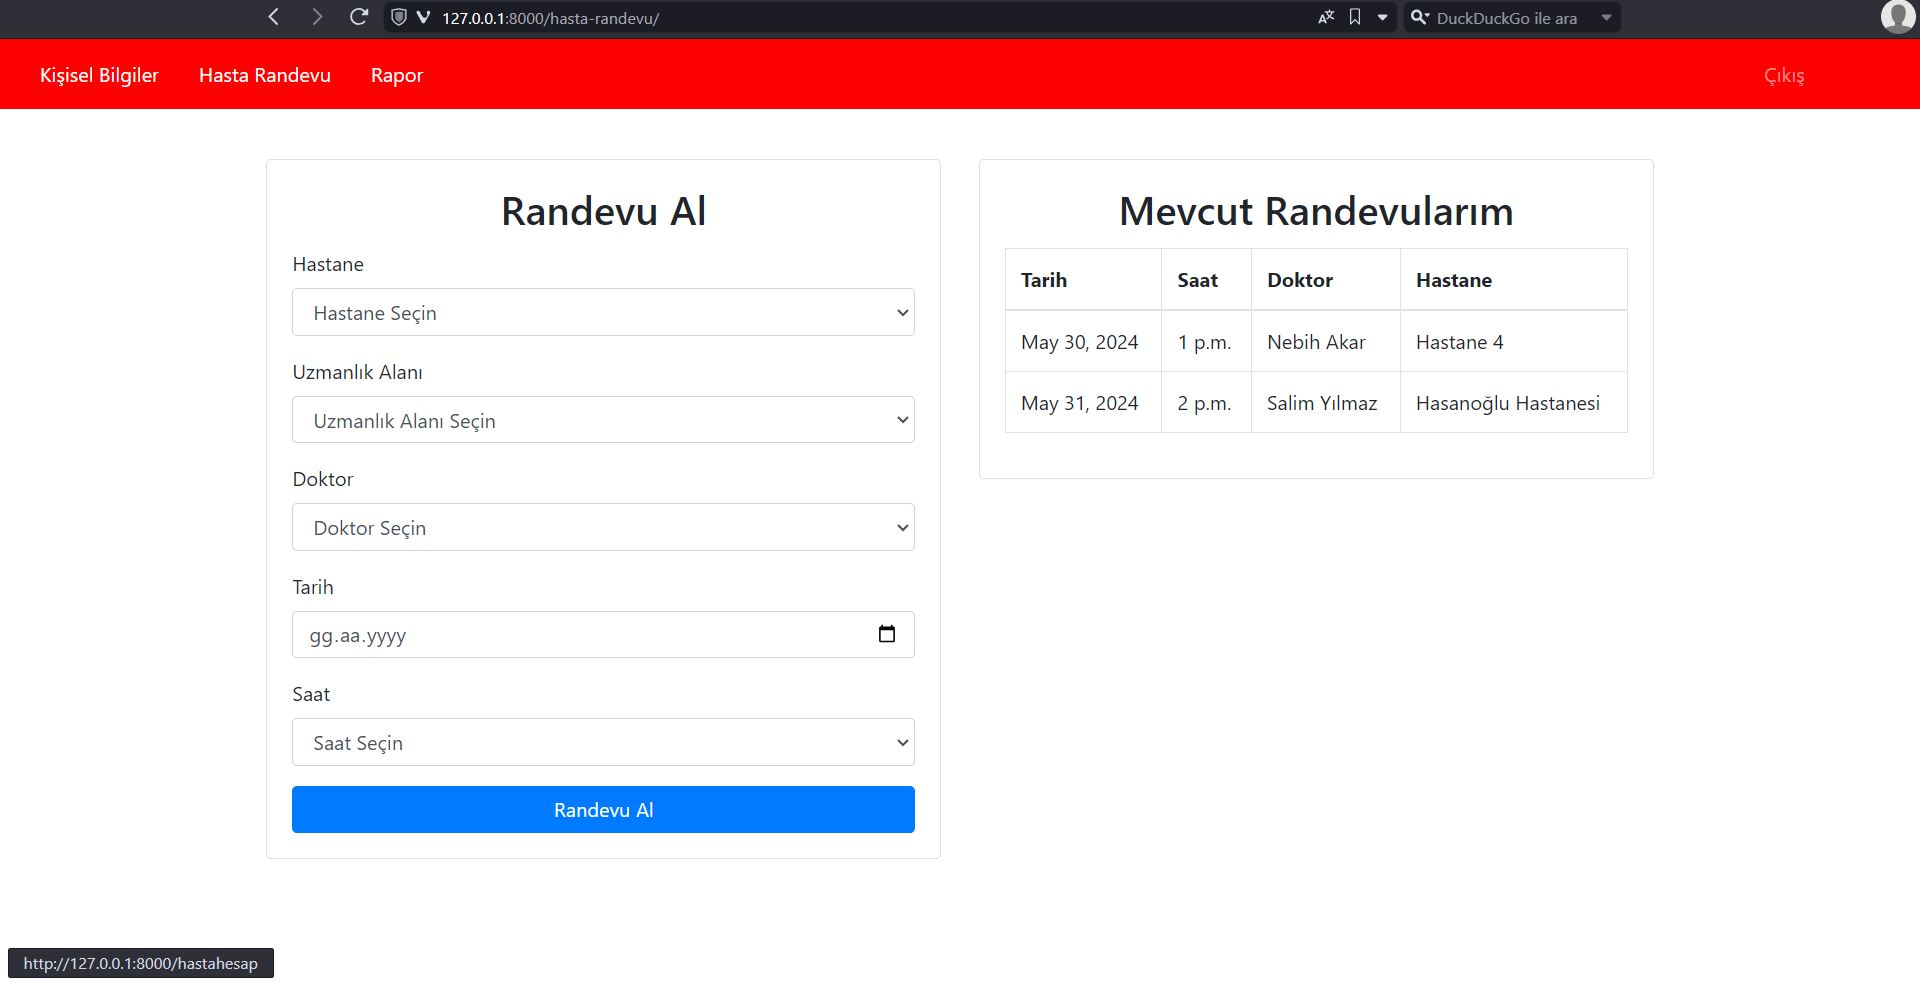 127.0.0.1:8000/hasta-randevu/
DuckDuckGo ile ara
Kişisel Bilgiler Hasta Randevu Rapor Çıkış
Randevu Al
Hastane
Hastane Seçin
Uzmanlık Alanı
Uzmanlık Alanı Seçin
Doktor
Doktor Seçin
Tarih
gg.aa.yyyy
Saat
Saat Seçin
Randevu Al
Mevcut Randevularım
Tarih Saat Doktor Hastane
May 30, 2024 1 p.m. Nebih Akar Hastane 4
May 31, 2024 2 p.m. Salim Yılmaz Hasanoğlu Hastanesi
http://127.0.0.1:8000/hastahesap